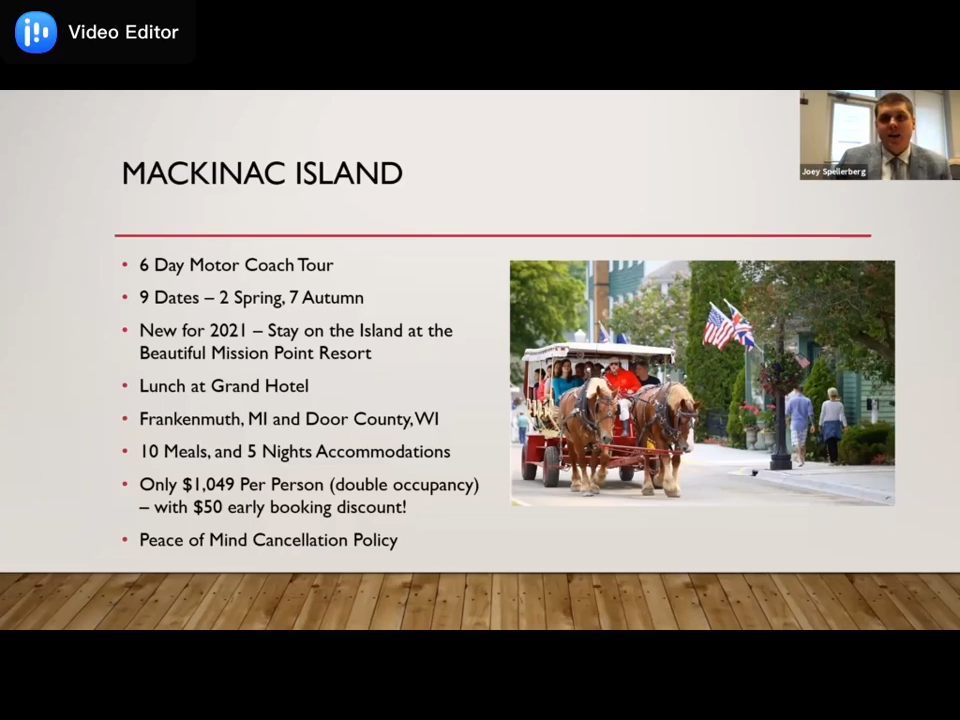 Video Editor
Joey Spellerberg
MACKINAC ISLAND
• 6 Day Motor Coach Tour
• 9 Dates – 2 Spring, 7 Autumn
• New for 2021 – Stay on the Island at the
Beautiful Mission Point Resort
• Lunch at Grand Hotel
• Frankenmuth, MI and Door County, WI
• 10 Meals, and 5 Nights Accommodations
• Only $1,049 Per Person (double occupancy)
– with $50 early booking discount!
• Peace of Mind Cancellation Policy